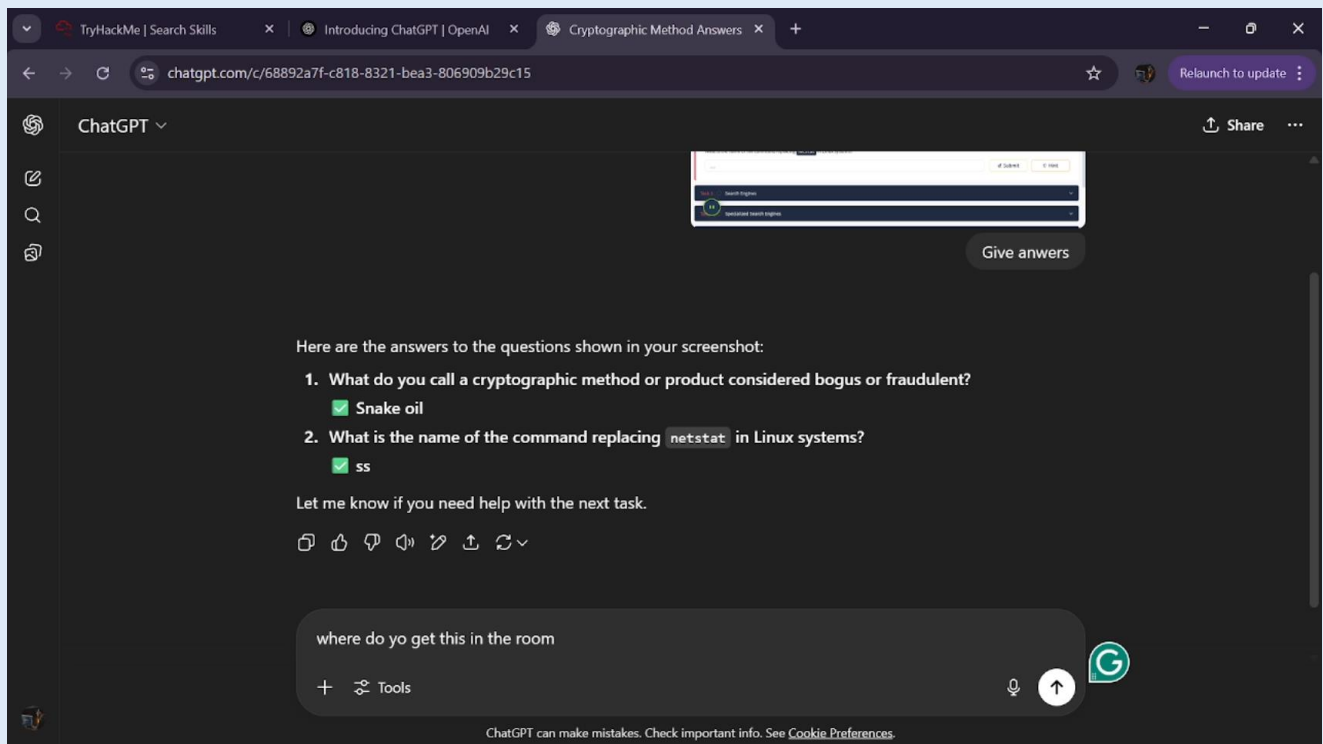 TryHackMe | Search Skills
Introducing ChatGPT | OpenAI
Cryptographic Method Answers
chatgpt.com/c/68892a7f-c818-8321-bea3-806909b29c15
Relaunch to update
ChatGPT
Share
Submit
Hint
Search Engines
Specialized Search Engines
Give anwers
Here are the answers to the questions shown in your screenshot:
1. What do you call a cryptographic method or product considered bogus or fraudulent?
✅ Snake oil
2. What is the name of the command replacing netstat in Linux systems?
✅ ss
Let me know if you need help with the next task.
where do yo get this in the room
Tools
G
ChatGPT can make mistakes. Check important info. See Cookie Preferences.